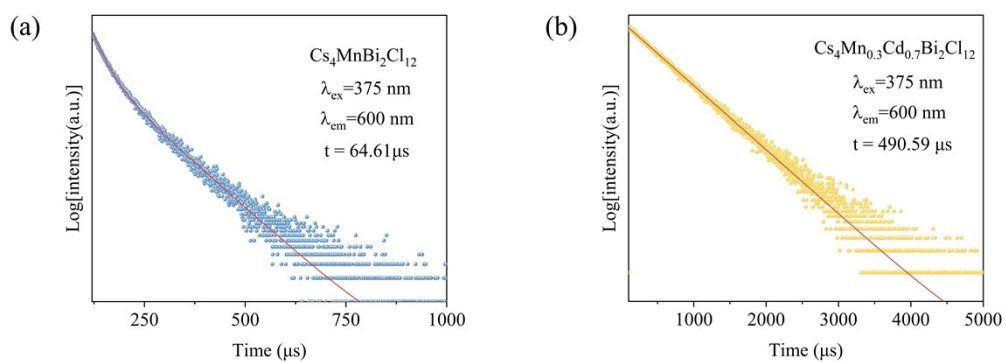 (a)
Log[intensity(a.u.)]
Cs₄MnBi₂Cl₁₂
λₑₓ=375 nm
λₑₘ=600 nm
t = 64.61μs
250 500 750 1000
Time (μs)
(b)
Log[intensity(a.u.)]
Cs₄Mn₀.₃Cd₀.₇Bi₂Cl₁₂
λₑₓ=375 nm
λₑₘ=600 nm
t = 490.59 μs
1000 2000 3000 4000 5000
Time (μs)